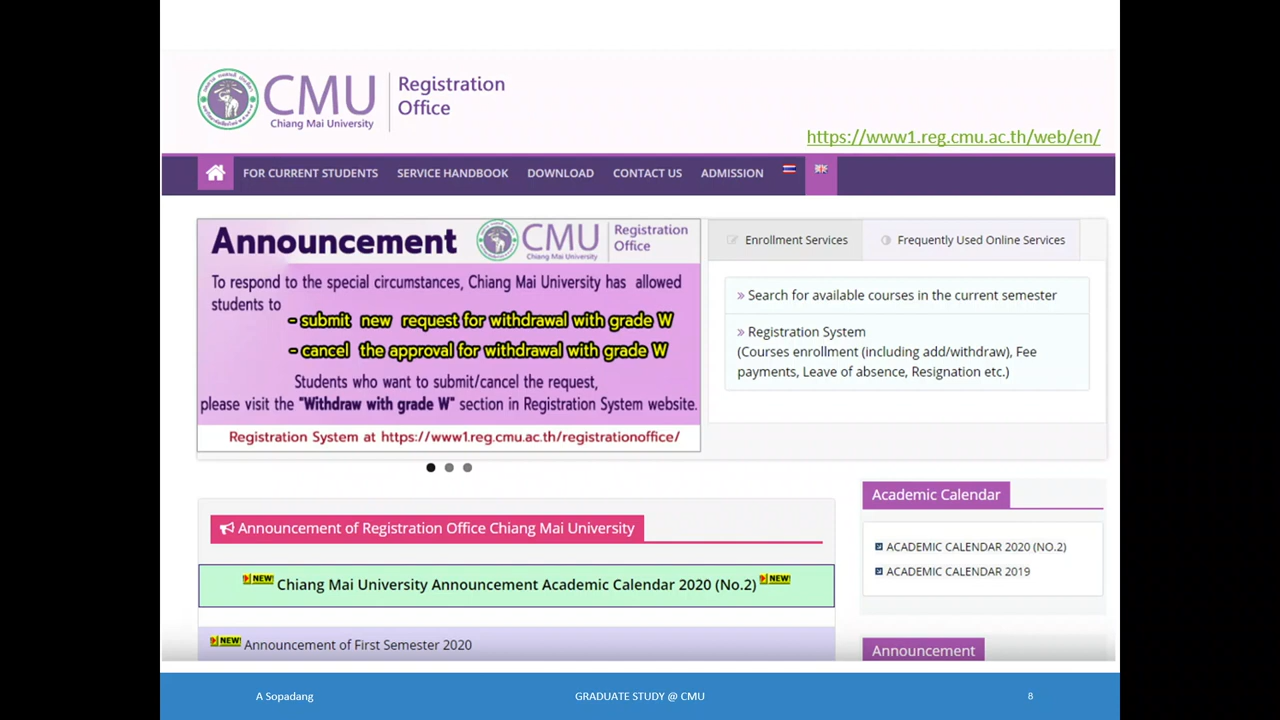 CMU
Chiang Mai University
Registration
Office
https://www1.reg.cmu.ac.th/web/en/
FOR CURRENT STUDENTS SERVICE HANDBOOK DOWNLOAD CONTACT US ADMISSION
Announcement
CMU
Chiang Mai University
Registration
Office
To respond to the special circumstances, Chiang Mai University has allowed
students to
- submit new request for withdrawal with grade W
- cancel the approval for withdrawal with grade W
Students who want to submit/cancel the request,
please visit the "Withdraw with grade W" section in Registration System website.
Registration System at https://www1.reg.cmu.ac.th/registrationoffice/
Enrollment Services Frequently Used Online Services
» Search for available courses in the current semester
» Registration System
(Courses enrollment (including add/withdraw), Fee
payments, Leave of absence, Resignation etc.)
Announcement of Registration Office Chiang Mai University
NEW Chiang Mai University Announcement Academic Calendar 2020 (No.2) NEW
NEW Announcement of First Semester 2020
Academic Calendar
ACADEMIC CALENDAR 2020 (NO.2)
ACADEMIC CALENDAR 2019
Announcement
A Sopadang GRADUATE STUDY @ CMU 8